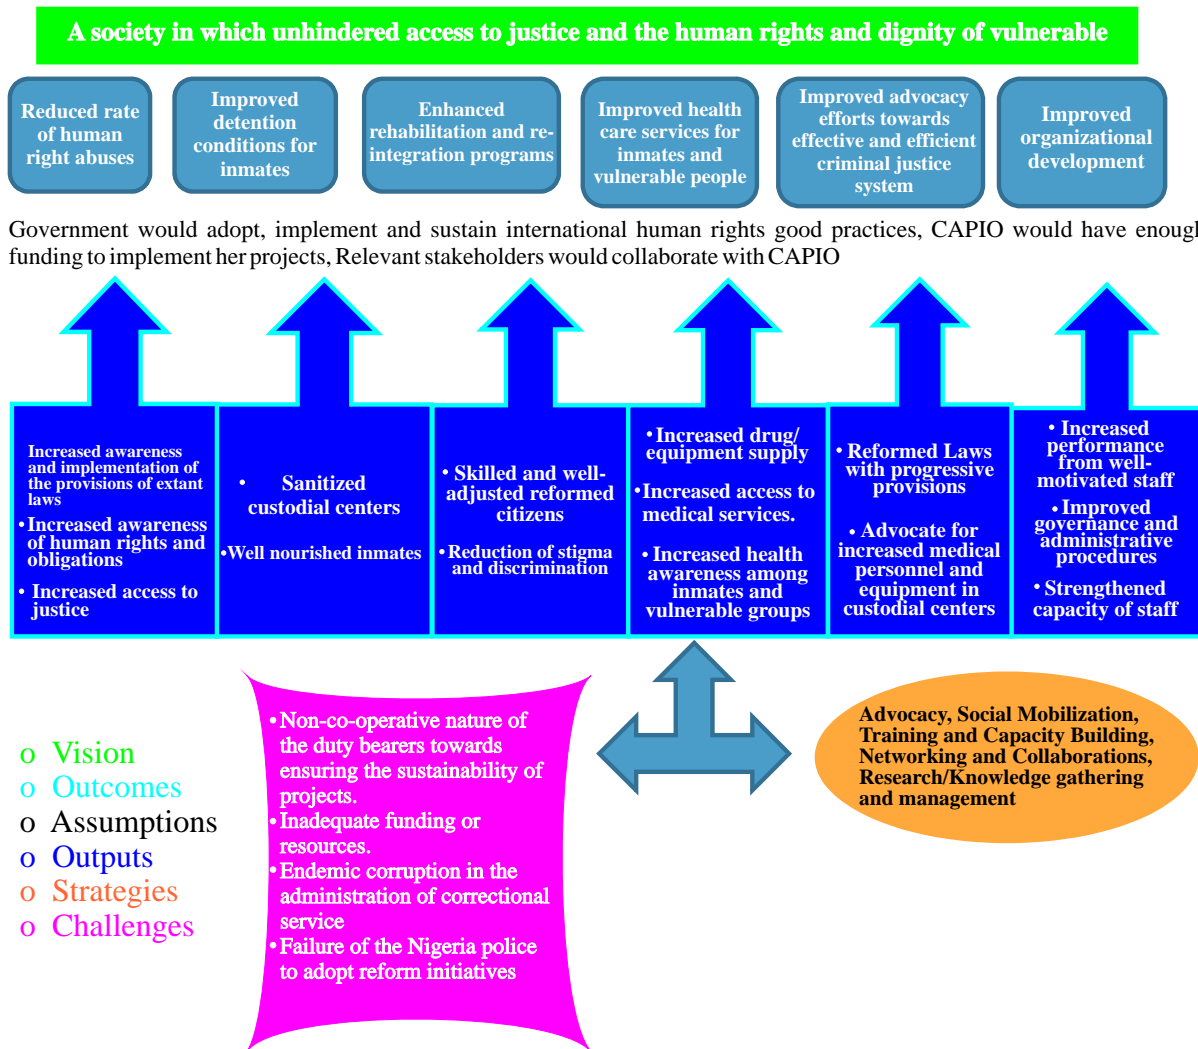 A society in which unhindered access to justice and the human rights and dignity of vulnerable
Reduced rate
of human
right abuses
Improved
detention
conditions for
inmates
Enhanced
rehabilitation and re-
integration programs
Improved health
care services for
inmates and
vulnerable people
Improved advocacy
efforts towards
effective and efficient
criminal justice
system
Improved
organizational
development
Government would adopt, implement and sustain international human rights good practices, CAPIO would have enough
funding to implement her projects, Relevant stakeholders would collaborate with CAPIO
Increased awareness
and implementation of
the provisions of extant
laws
• Increased awareness
of human rights and
obligations
• Increased access to
justice
• Sanitized
custodial centers
• Well nourished inmates
• Skilled and well-
adjusted reformed
citizens
• Reduction of stigma
and discrimination
• Increased drug/
equipment supply
• Increased access to
medical services.
• Increased health
awareness among
inmates and
vulnerable groups
• Reformed Laws
with progressive
provisions
• Advocate for
increased medical
personnel and
equipment in
custodial centers
• Increased
performance
from well-
motivated staff
• Improved
governance and
administrative
procedures
• Strengthened
capacity of staff
o Vision
o Outcomes
o Assumptions
o Outputs
o Strategies
o Challenges
• Non-co-operative nature of
the duty bearers towards
ensuring the sustainability of
projects.
• Inadequate funding or
resources.
• Endemic corruption in the
administration of correctional
service
• Failure of the Nigeria police
to adopt reform initiatives
Advocacy, Social Mobilization,
Training and Capacity Building,
Networking and Collaborations,
Research/Knowledge gathering
and management